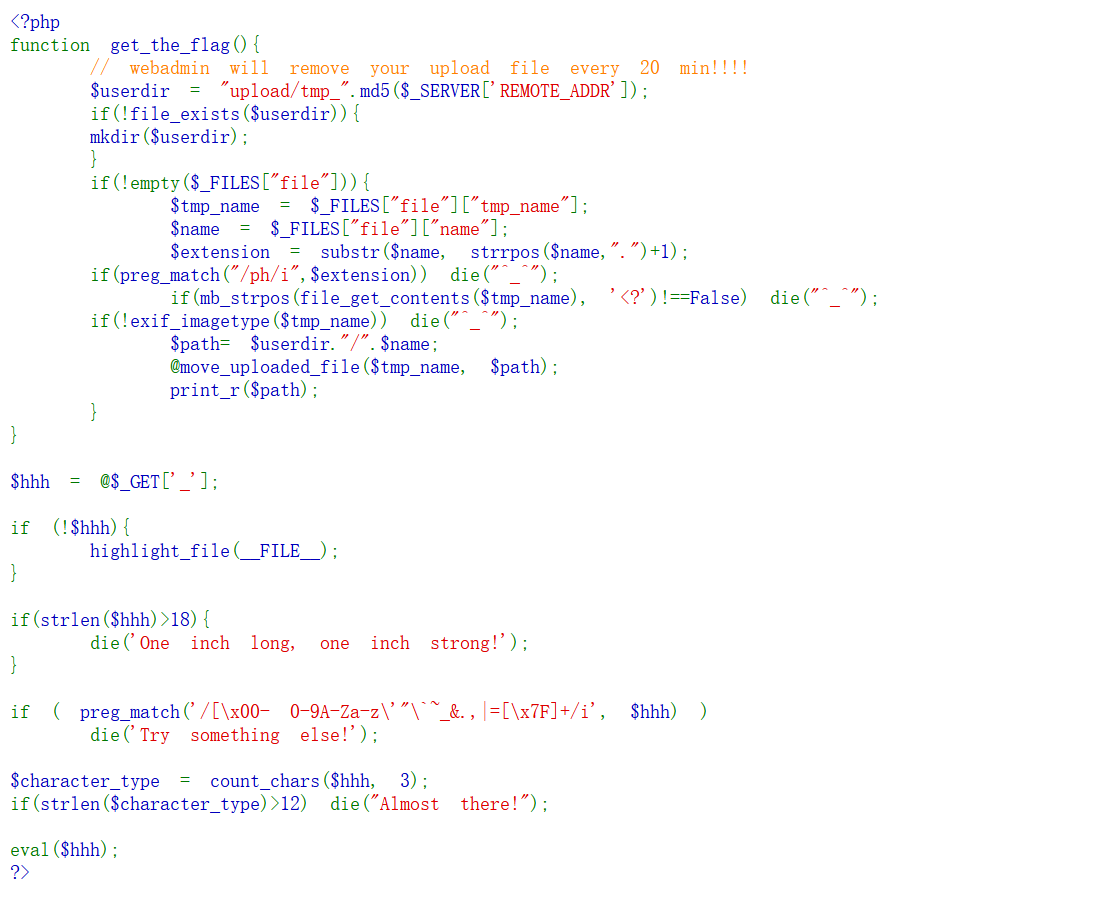 <?php
function get_the_flag(){
// webadmin will remove your upload file every 20 min!!!!
$userdir = "upload/tmp_".md5($_SERVER['REMOTE_ADDR']);
if(!file_exists($userdir)){
mkdir($userdir);
}
if(!empty($_FILES["file"])){
$tmp_name = $_FILES["file"]["tmp_name"];
$name = $_FILES["file"]["name"];
$extension = substr($name, strrpos($name,".")+1);
if(preg_match("/ph/i",$extension)) die("^_^");
if(mb_strpos(file_get_contents($tmp_name), '<?')!==False) die("^_^");
if(!exif_imagetype($tmp_name)) die("^_^");
$path= $userdir."/".$name;
@move_uploaded_file($tmp_name, $path);
print_r($path);
}
}
$hhh = @$_GET['_'];
if (!$hhh){
highlight_file(__FILE__);
}
if(strlen($hhh)>18){
die('One inch long, one inch strong!');
}
if ( preg_match('/[\x00- 0-9A-Za-z\'"\`~_&.,|=[\x7F]+/i', $hhh) )
die('Try something else!');
$character_type = count_chars($hhh, 3);
if(strlen($character_type)>12) die("Almost there!");
eval($hhh);
?>